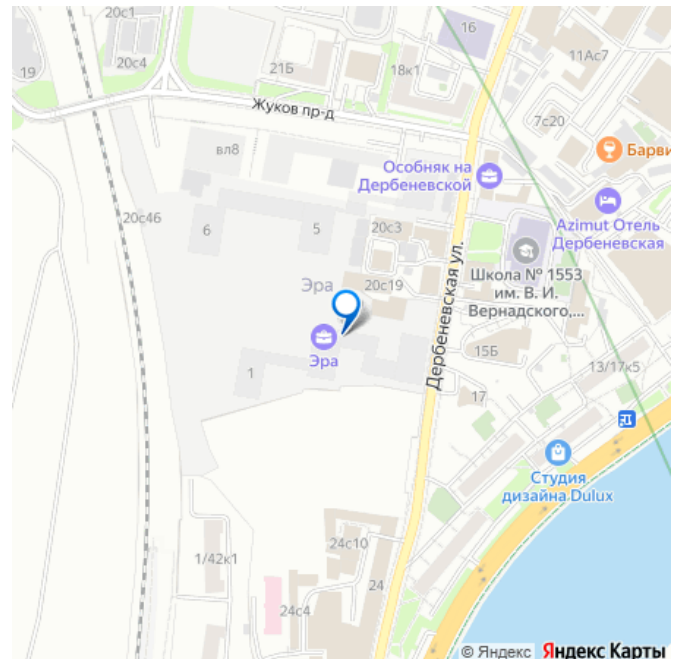 20с1
16
19
20с4
21Б
18к1
11Ас7
Жуков пр-д
7с20
вл8
Барви
Особняк на
Дербеневской
Azimut Отель
Дербеневская
20с46
6
5
20с3
Школа № 1553
им. В. И.
Вернадского,...
Эра
20с19
Дербеневская ул.
Эра
15Б
1
13/17к5
17
Студия
дизайна Dulux
24с10
1/42к1
24
24с4
© Яндекс Яндекс Карты